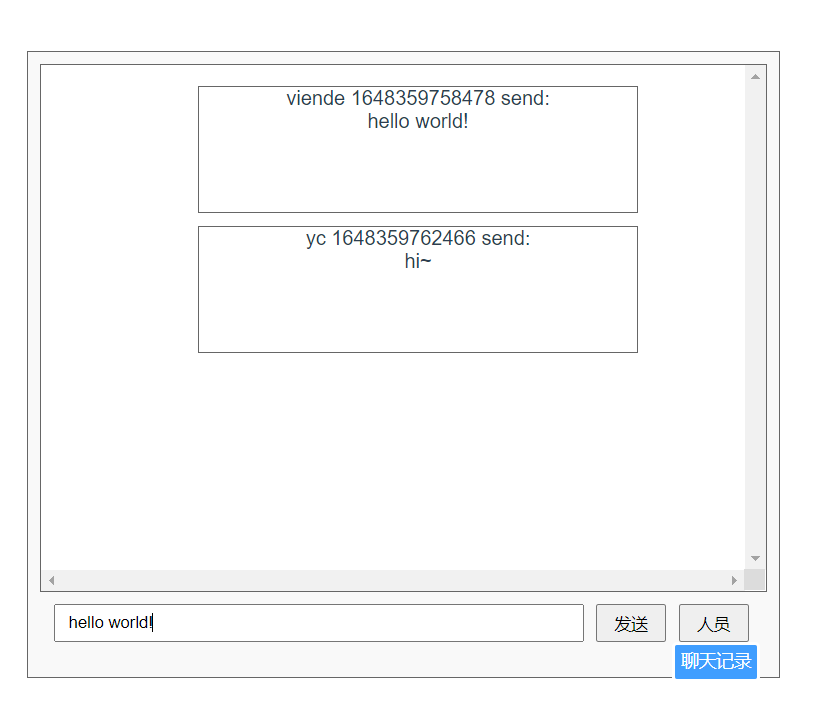 viende 1648359758478 send:
hello world!
yc 1648359762466 send:
hi~
hello world!
发送
人员
聊天记录